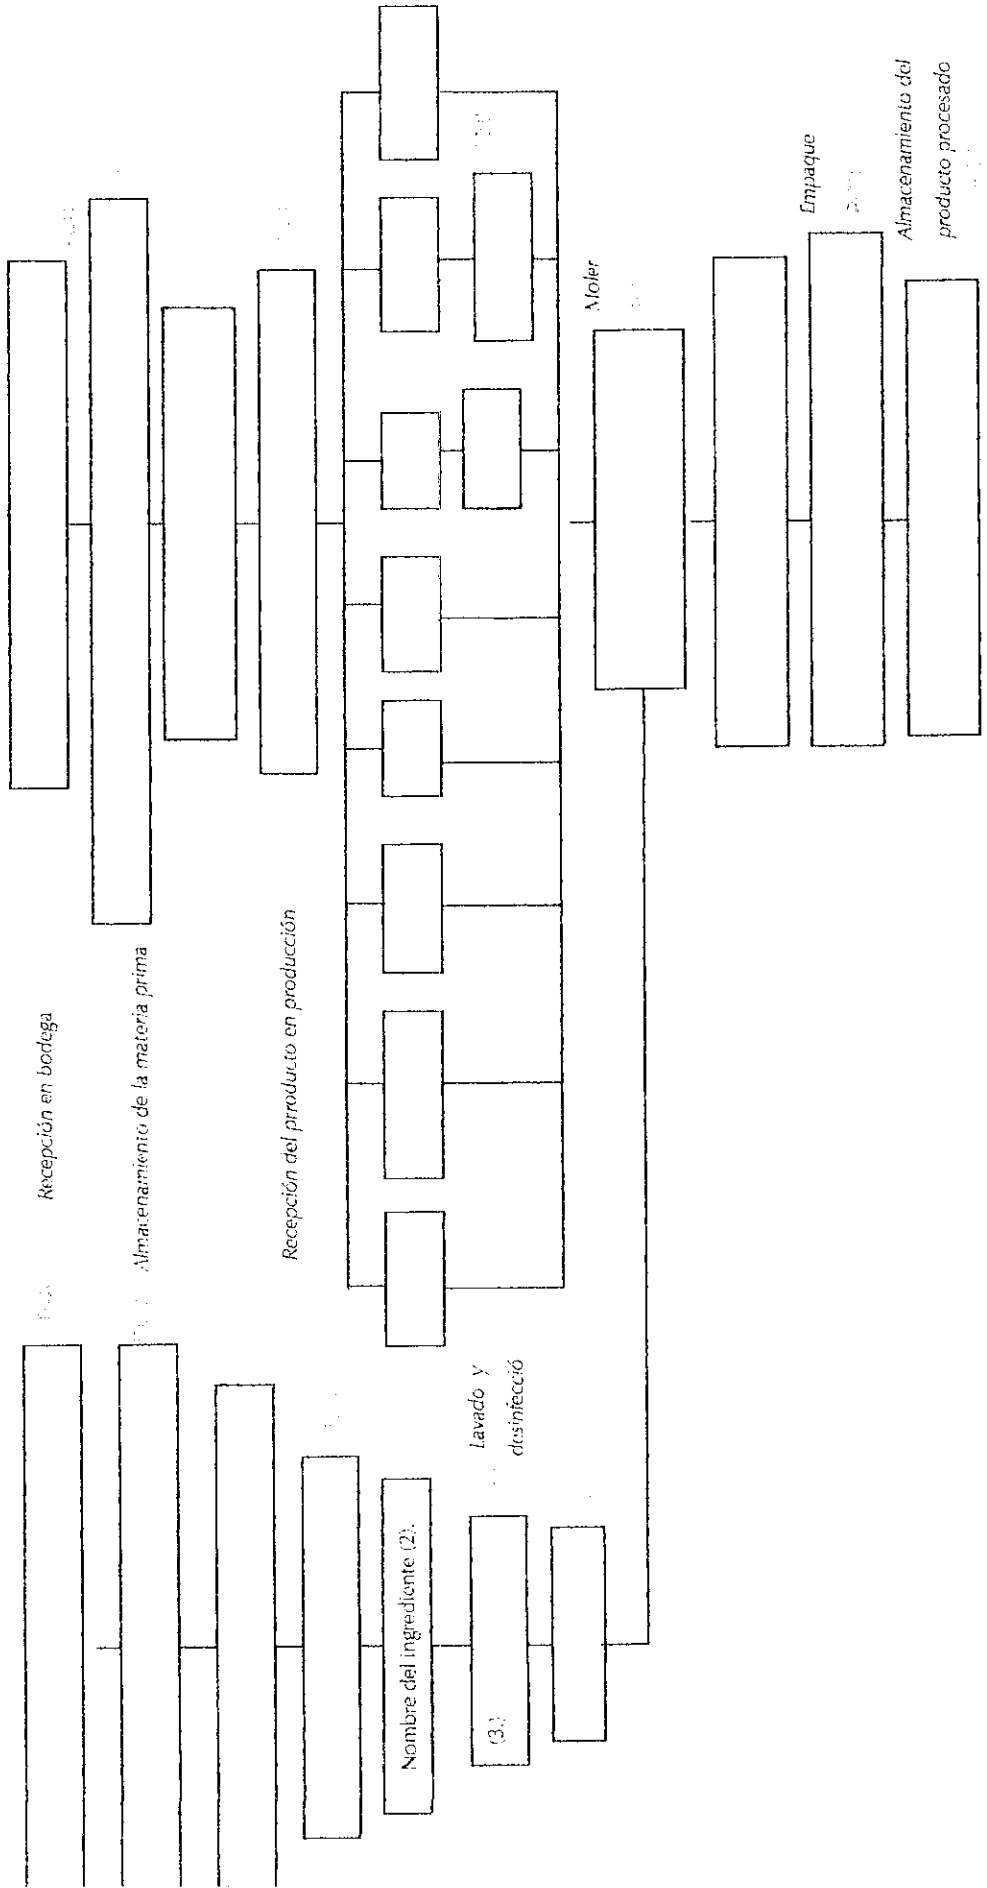 Recepción en bodega
Almacenamiento de la materia prima
Recepción del prroducto en producción
Nombre del ingrediente (2).
(3.)
Lavado y
desinfecció
Moler
Empaque
Almacenamiento del
producto procesado